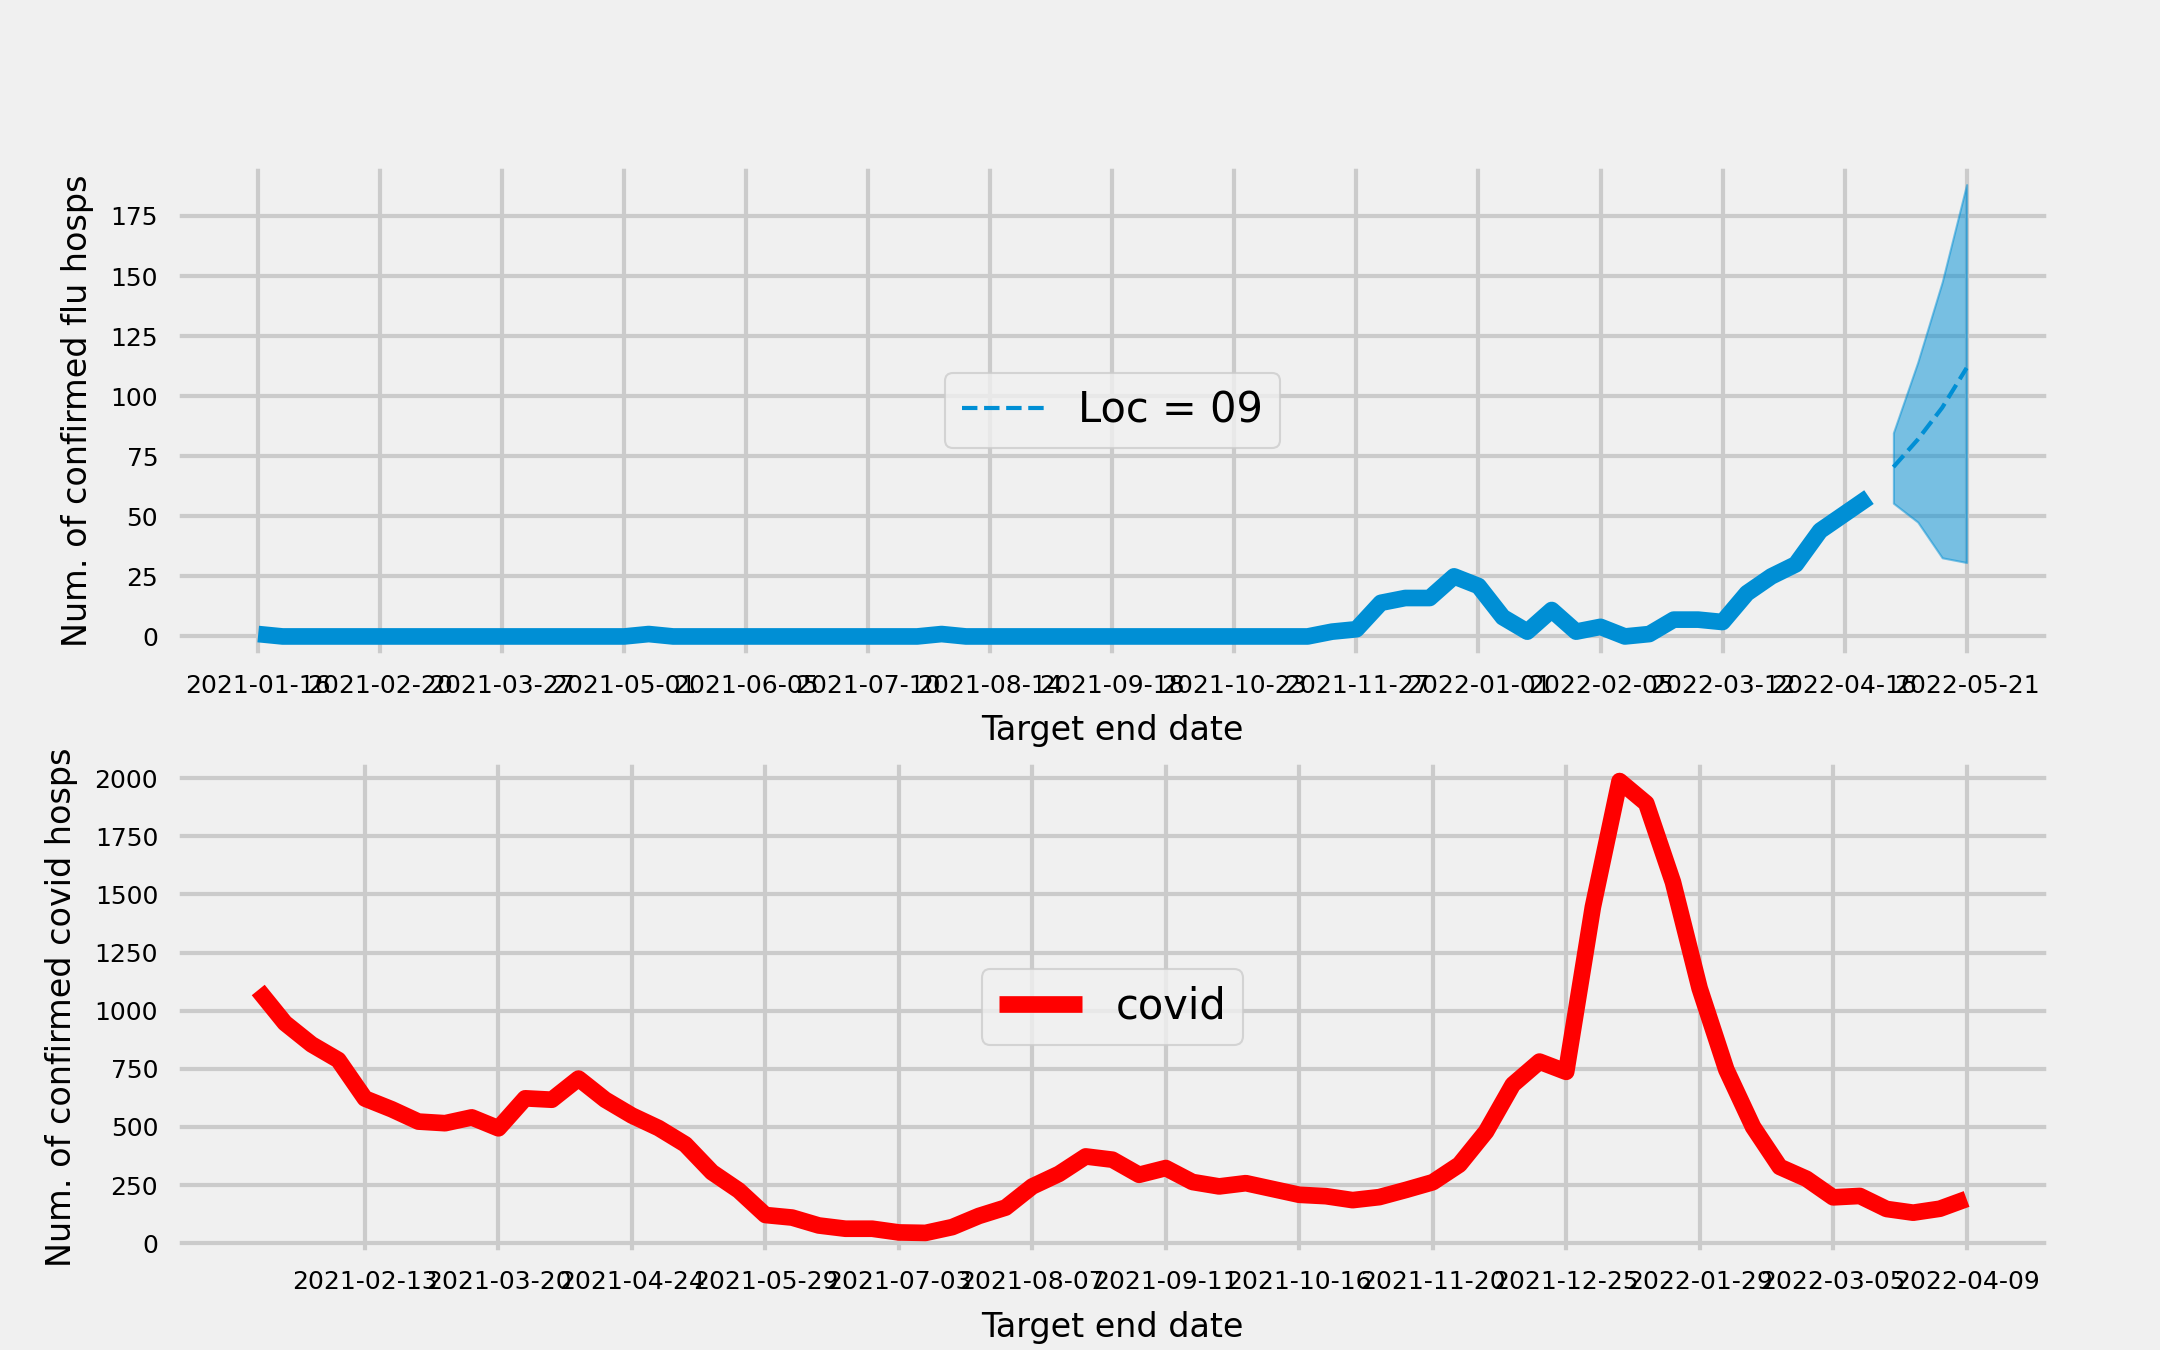 Num. of confirmed flu hosps
175
150
125
100
75
50
25
0
Loc = 09
2021-01-16 2021-02-20 2021-03-27 2021-05-01 2021-06-05 2021-07-10 2021-08-14 2021-09-18 2021-10-23 2021-11-27 2022-01-01 2022-02-05 2022-03-12 2022-04-16 2022-05-21
Target end date
Num. of confirmed covid hosps
2000
1750
1500
1250
1000
750
500
250
0
covid
2021-02-13 2021-03-20 2021-04-24 2021-05-29 2021-07-03 2021-08-07 2021-09-11 2021-10-16 2021-11-20 2021-12-25 2022-01-29 2022-03-05 2022-04-09
Target end date